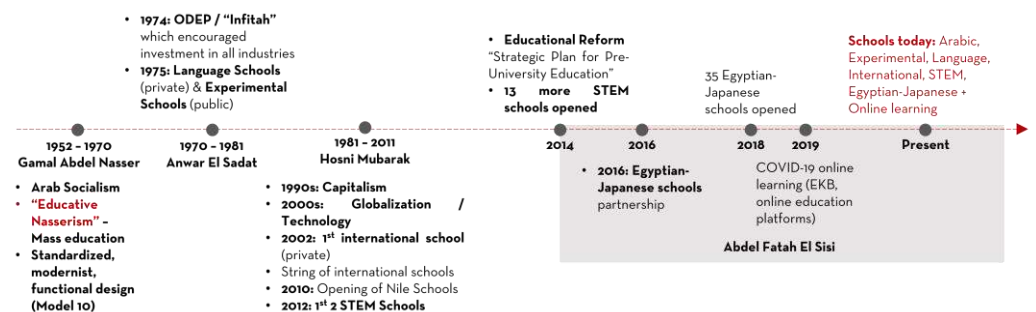 • 1974: ODEP / “Infitah”
which encouraged
investment in all industries
• 1975: Language Schools
(private) & Experimental
Schools (public)
• Educational Reform
“Strategic Plan for Pre-
University Education”
• 13 more STEM
schools opened
35 Egyptian-
Japanese
schools opened
Schools today: Arabic,
Experimental, Language,
International, STEM,
Egyptian-Japanese +
Online learning
1952 – 1970
Gamal Abdel Nasser
1970 – 1981
Anwar El Sadat
1981 – 2011
Hosni Mubarak
2014
2016
2018
2019
Present
• Arab Socialism
• “Educative
Nasserism” –
Mass education
• Standardized,
modernist,
functional design
(Model 10)
• 1990s: Capitalism
• 2000s: Globalization /
Technology
• 2002: 1st international school
(private)
• String of international schools
• 2010: Opening of Nile Schools
• 2012: 1st 2 STEM Schools
• 2016: Egyptian-
Japanese schools
partnership
COVID-19 online
learning (EKB,
online education
platforms)
Abdel Fatah El Sisi